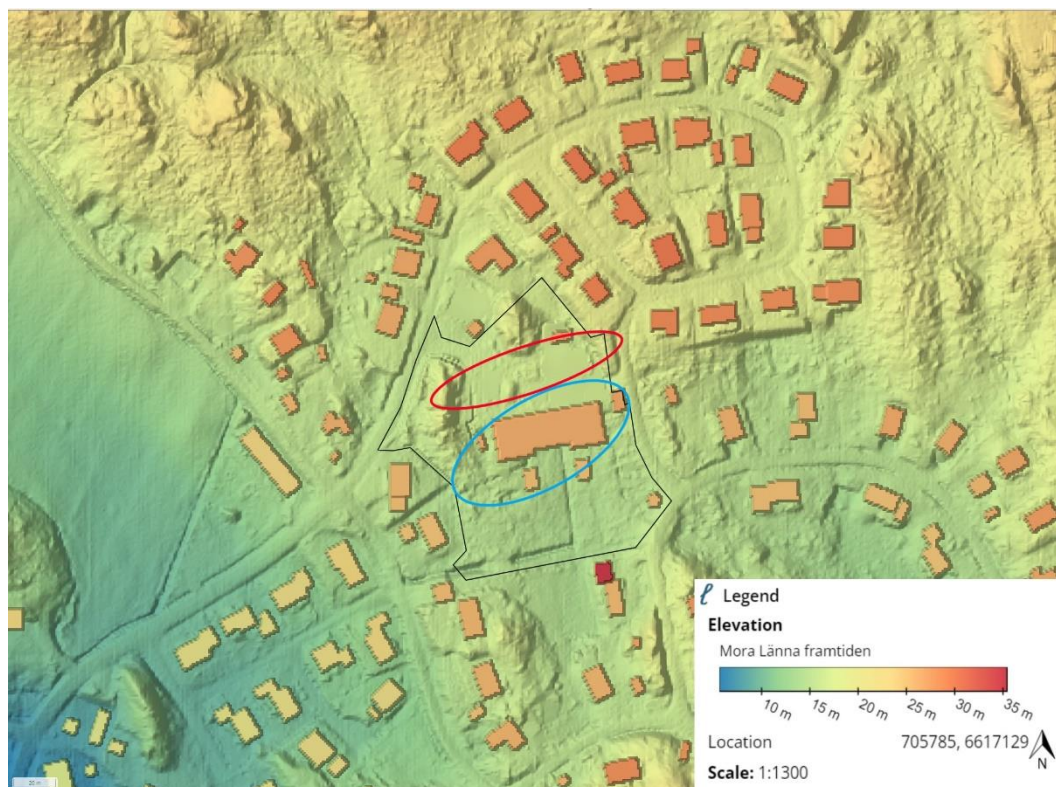 Legend
Elevation
Mora Länna framtiden
10 m 15 m 20 m 25 m 30 m 35 m
Location 705785, 6617129
N
Scale: 1:1300